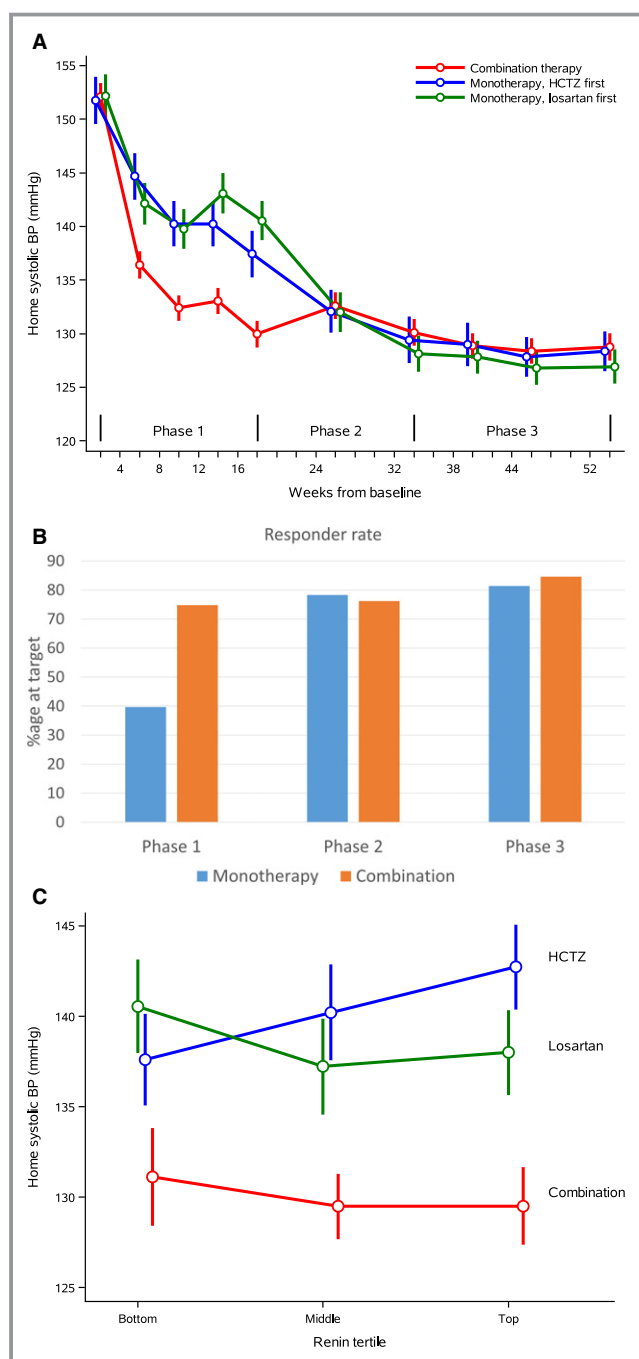 A
155
150
145
140
135
130
125
120
Home systolic BP (mmHg)
Combination therapy
Monotherapy, HCTZ first
Monotherapy, losartan first
Phase 1 Phase 2 Phase 3
4 8 12 16 24 32 38 44 52
Weeks from baseline
B
Responder rate
90
80
70
60
50
40
30
20
10
0
%age at target
Phase 1 Phase 2 Phase 3
Monotherapy Combination
C
145
140
135
130
125
Home systolic BP (mmHg)
HCTZ
Losartan
Combination
Bottom Middle Top
Renin tertile